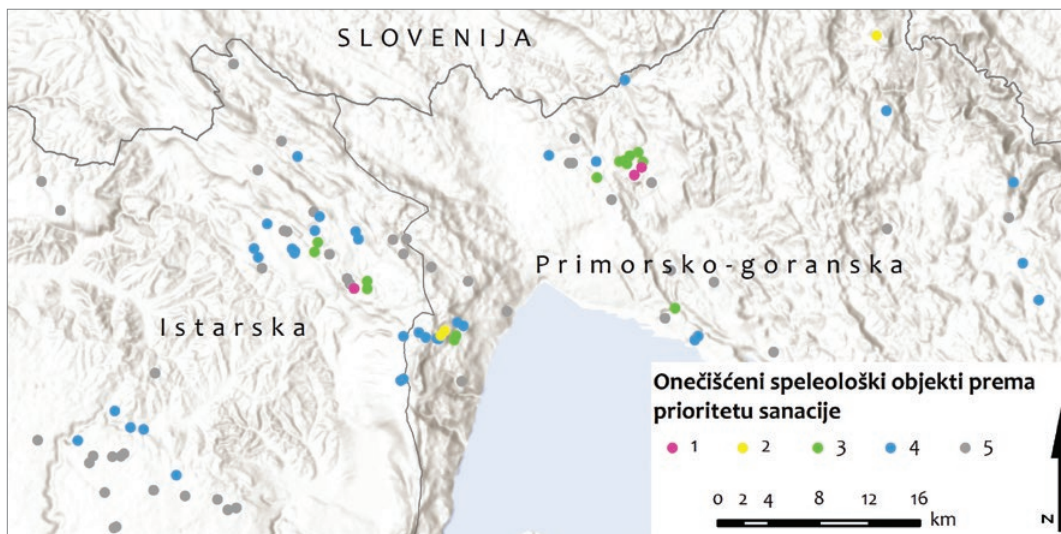 SLOVENIJA
Primorsko-goranska
Istarska
Onečišćeni speleološki objekti prema
prioritetu sanacije
1 2 3 4 5
0 2 4 8 12 16
km
N